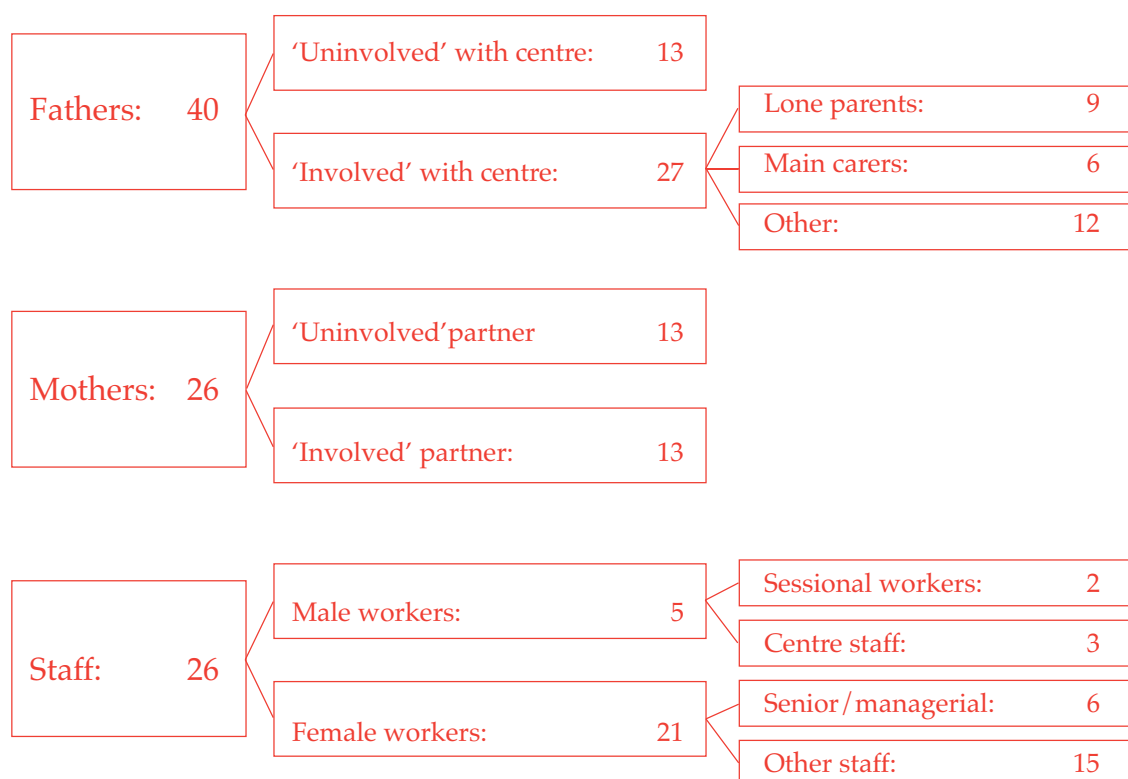 Fathers: 40
‘Uninvolved’ with centre: 13
‘Involved’ with centre: 27
Lone parents: 9
Main carers: 6
Other: 12
Mothers: 26
‘Uninvolved’partner 13
‘Involved’ partner: 13
Staff: 26
Male workers: 5
Sessional workers: 2
Centre staff: 3
Female workers: 21
Senior/managerial: 6
Other staff: 15